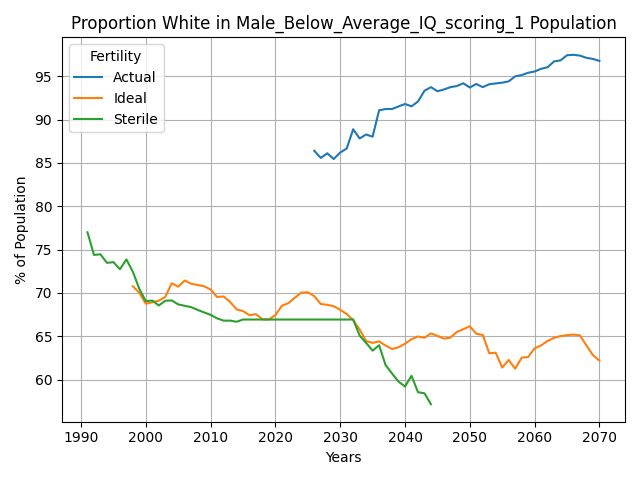 Proportion White in Male_Below_Average_IQ_scoring_1 Population
Fertility
Actual
Ideal
Sterile
% of Population
95
90
85
80
75
70
65
60
1990 2000 2010 2020 2030 2040 2050 2060 2070
Years